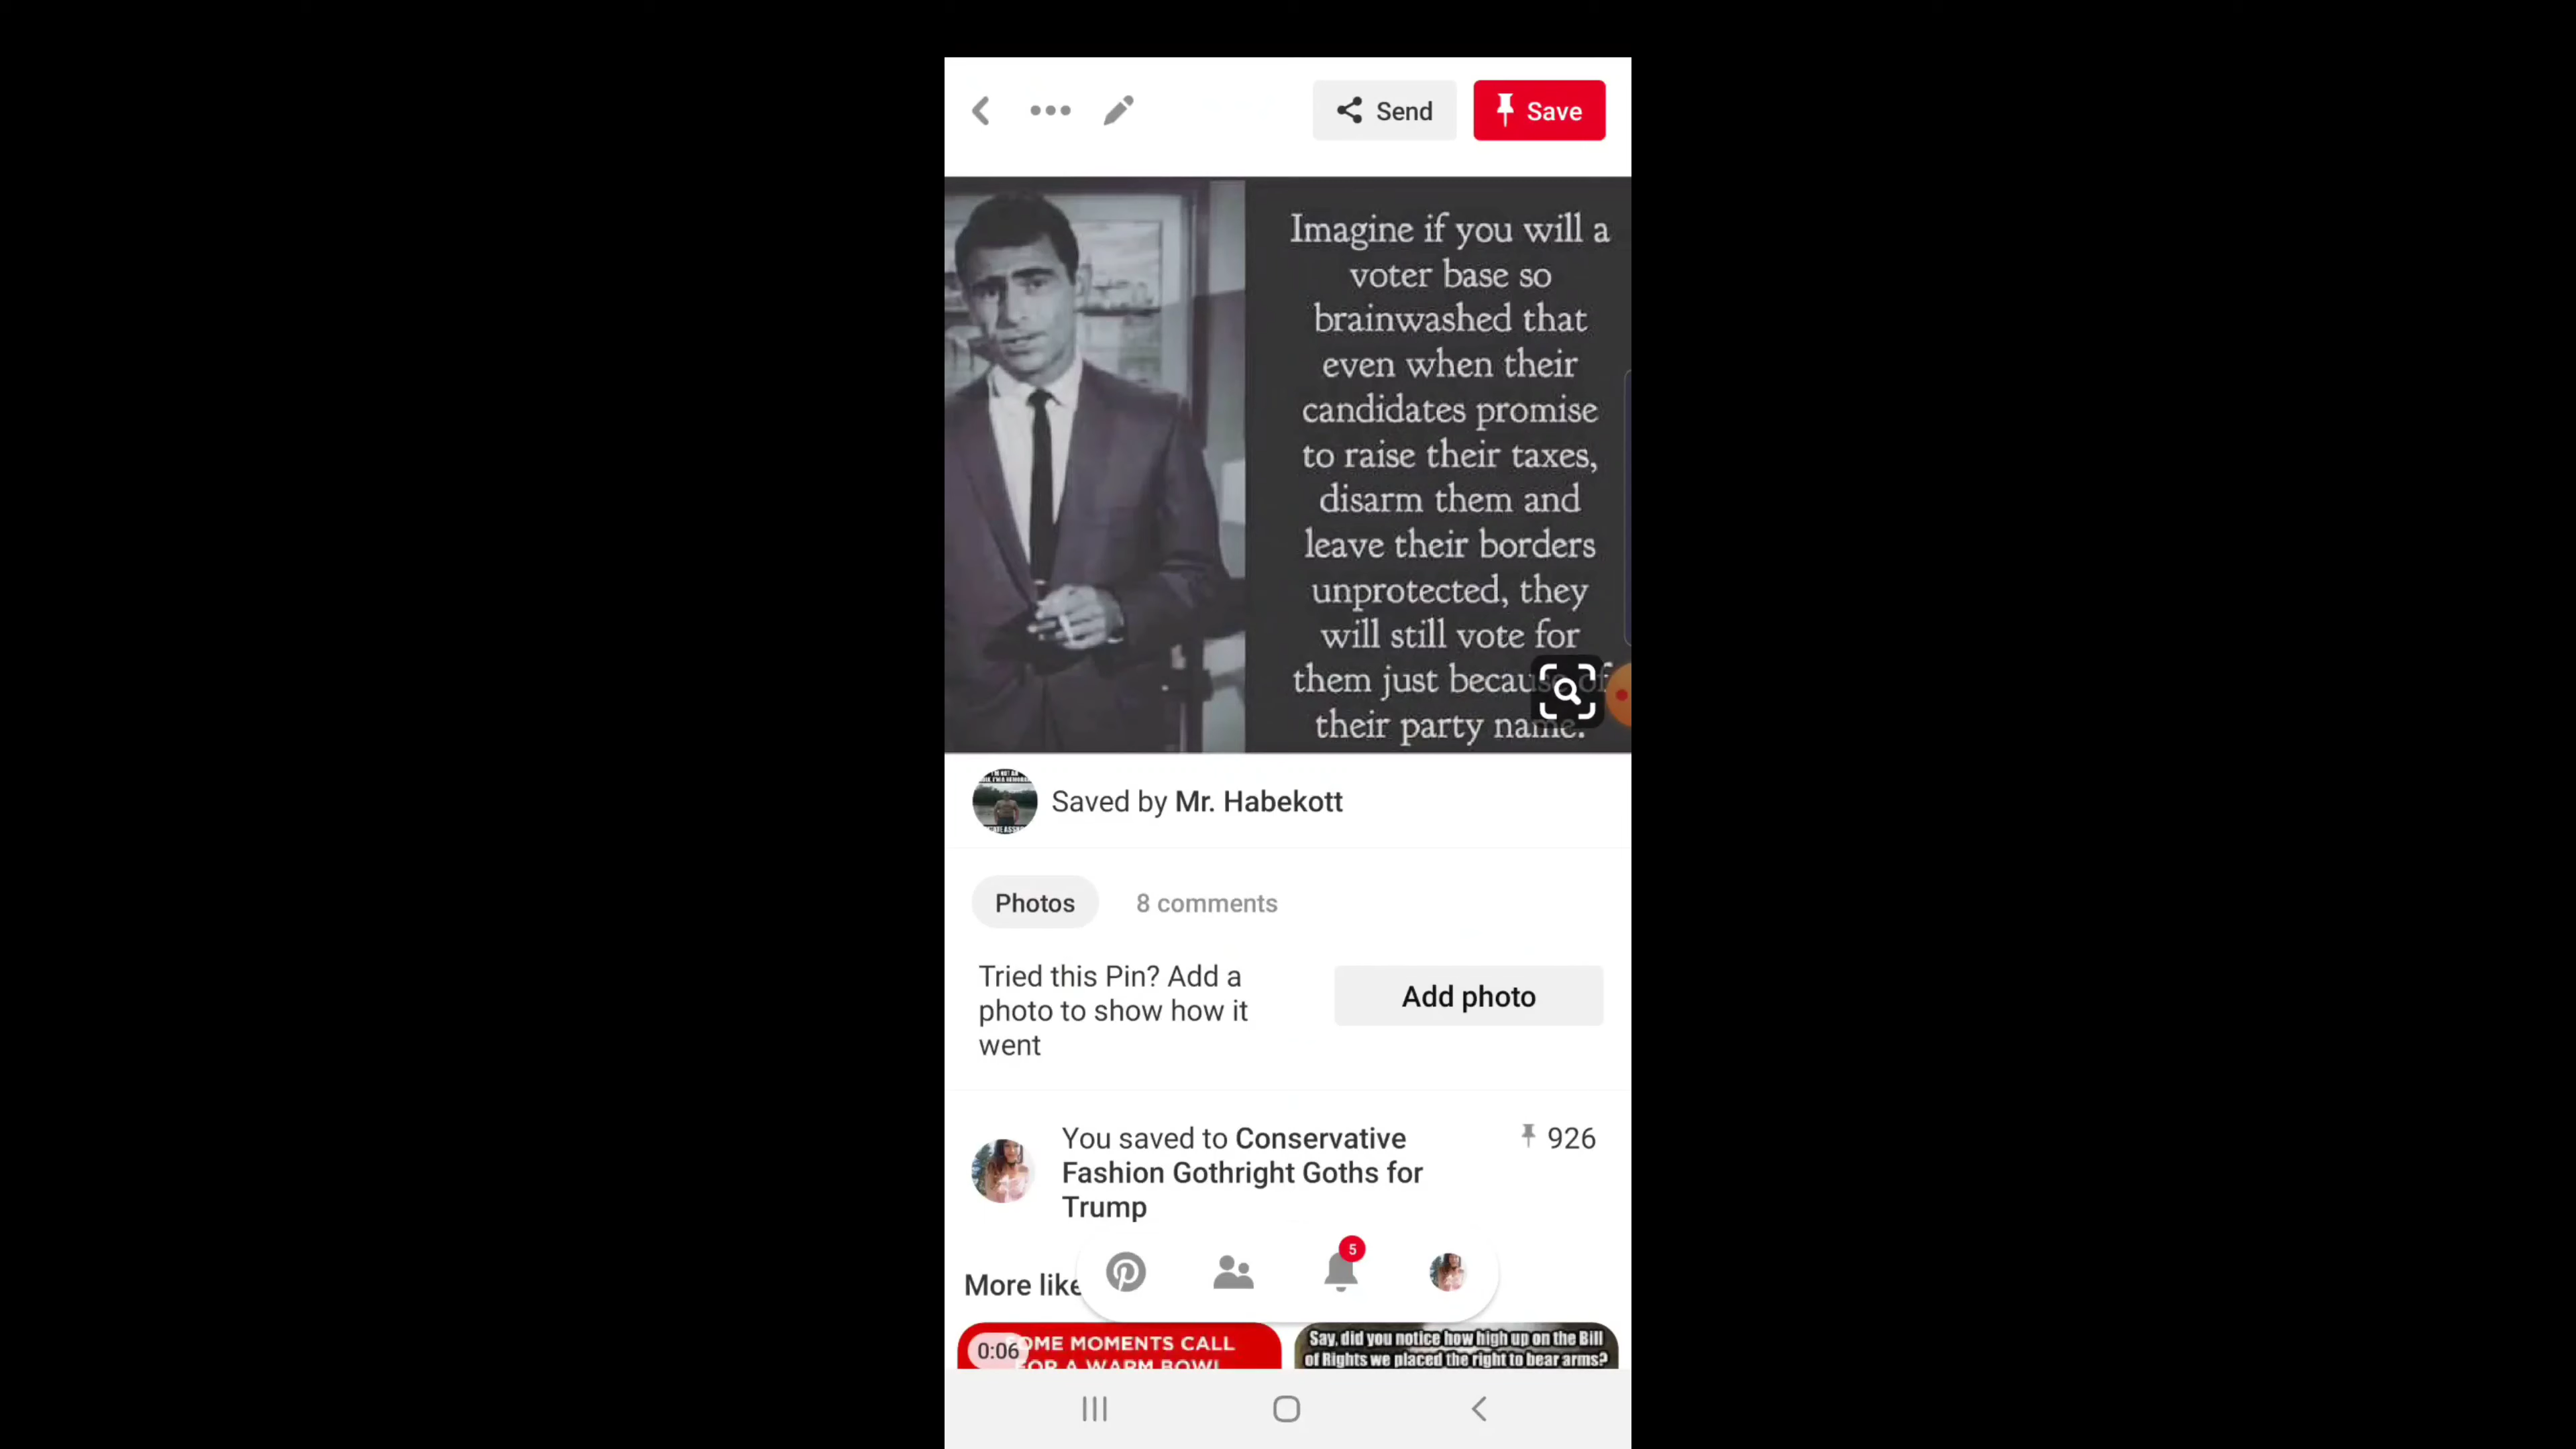 Send
Save
Imagine if you will a
voter base so
brainwashed that
even when their
candidates promise
to raise their taxes,
disarm them and
leave their borders
unprotected, they
will still vote for
them just because of
their party name.
Saved by Mr. Habekott
Photos
8 comments
Tried this Pin? Add a
photo to show how it
went
Add photo
You saved to Conservative
Fashion Gothright Goths for
Trump
926
5
More like
0:06
OME MOMENTS CALL
FOR A WARM BOWL
Say, did you notice how high up on the Bill
of Rights we placed the right to bear arms?